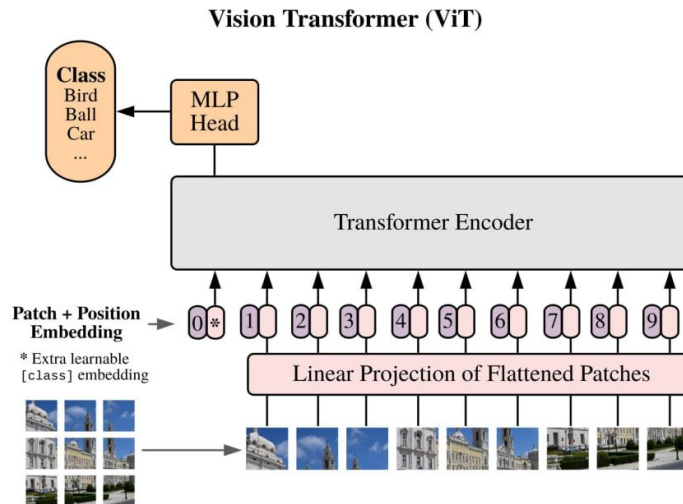 Vision Transformer (ViT)
Class
Bird
Ball
Car
...
MLP
Head
Transformer Encoder
Patch + Position
Embedding
0 * 1 2 3 4 5 6 7 8 9
* Extra learnable
[class] embedding
Linear Projection of Flattened Patches